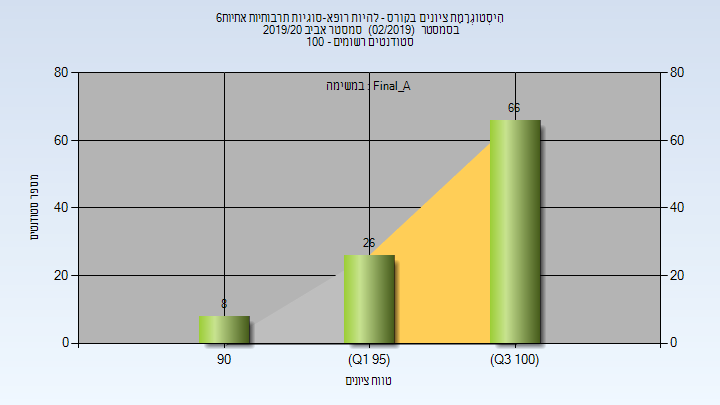 היסטוגרמת ציונים בקורס - להיות רופא-סוגיות תרבותיות אתיות6
בסמסטר (02/2019) סמסטר אביב 2019/20
סטודנטים רשומים - 100
במשימה : Final_A
80
60
40
20
0
80
60
40
20
0
מספר סטודנטים
8
26
66
90
(Q1 95)
(Q3 100)
טווח ציונים